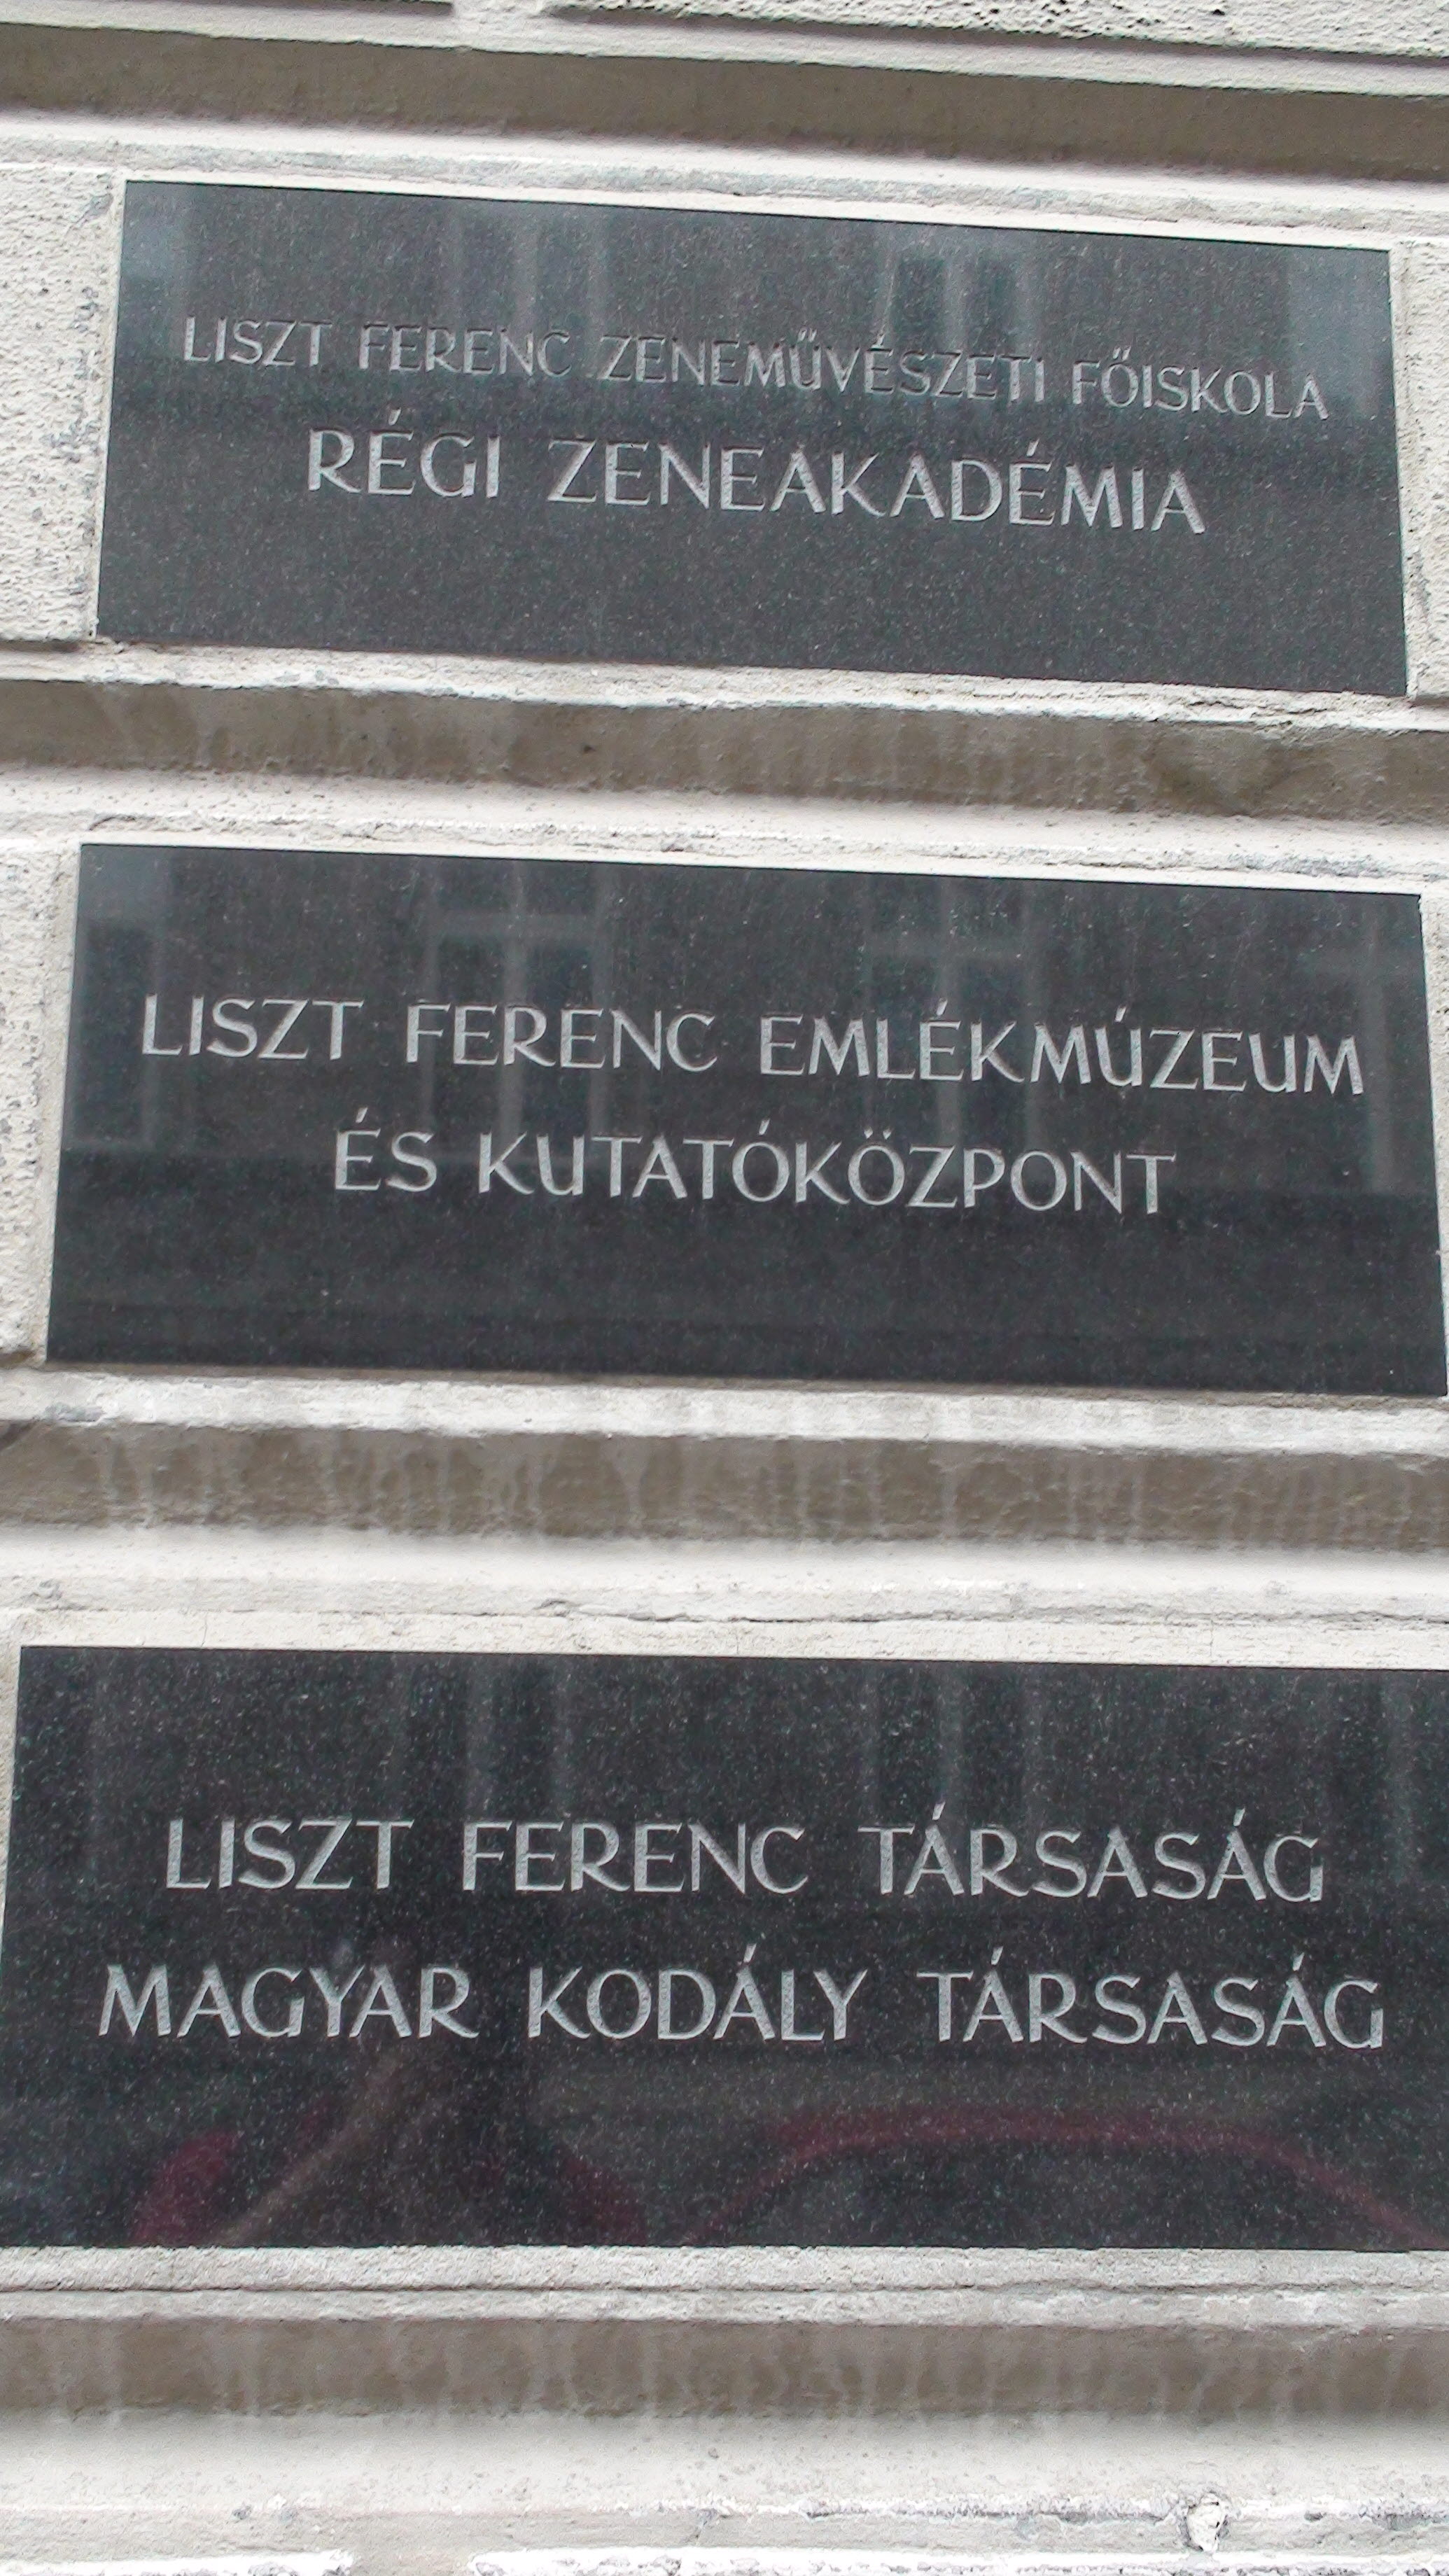 LISZT FERENC ZENEMŰVÉSZETI FŐISKOLA
RÉGI ZENEAKADÉMIA
LISZT FERENC EMLÉKMÚZEUM
ÉS KUTATÓKÖZPONT
LISZT FERENC TÁRSASÁG
MAGYAR KODÁLY TÁRSASÁG